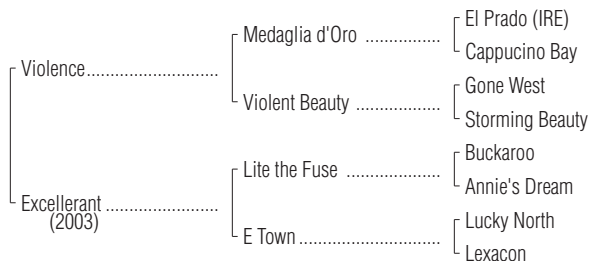 El Prado (IRE)
Medaglia d'Oro ..................
Cappucino Bay
Violence..............................
Gone West
Violent Beauty ....................
Storming Beauty
Buckaroo
Lite the Fuse ......................
Annie's Dream
Excellerant .........................
(2003)
Lucky North
E Town................................
Lexacon